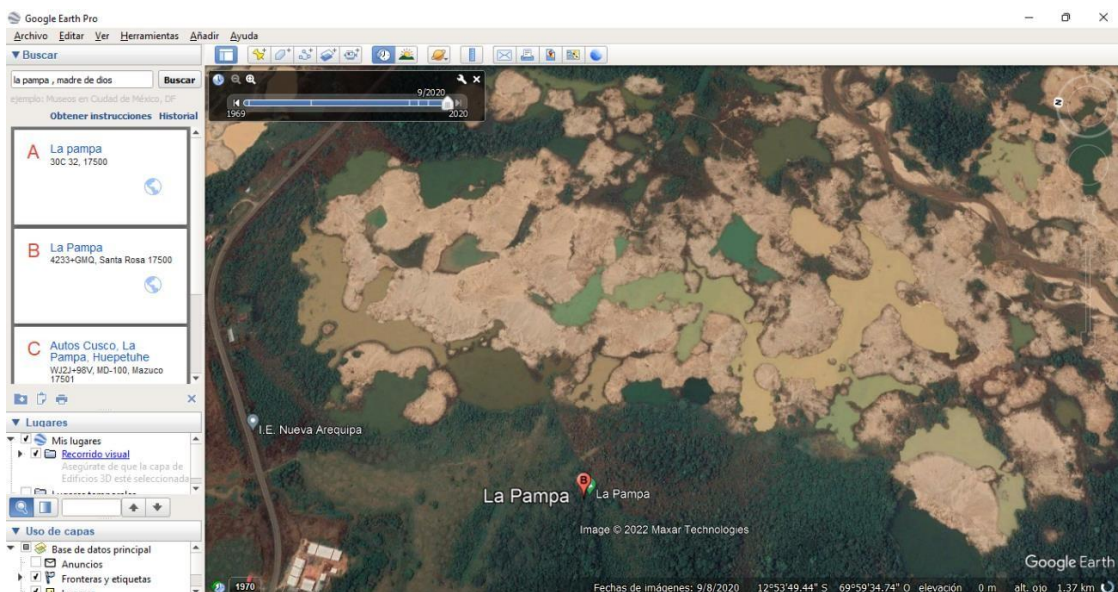 Google Earth Pro
Archivo Editar Ver Herramientas Añadir Ayuda
Buscar
la pampa , madre de dios
Buscar
ejemplo: Museos en Ciudad de México, DF
Obtener instrucciones Historial
A La pampa
30C 32, 17500
B La Pampa
4233+GMQ, Santa Rosa 17500
C Autos Cusco, La
Pampa, Huepetuhe
WJ2J+98V, MD-100, Mazuco
17501
Lugares
Mis lugares
Recorrido visual
Asegúrate de que la capa de
Edificios 3D esté seleccionada
Lugares temporales
Uso de capas
Base de datos principal
Anuncios
Fronteras y etiquetas
9/2020
1969
2020
N
I.E. Nueva Arequipa
La Pampa
B
La Pampa
Image © 2022 Maxar Technologies
Google Earth
1970
Fechas de imágenes: 9/8/2020 12°53'49.44" S 69°59'34.74" O elevación 0 m alt. ojo 1.37 km